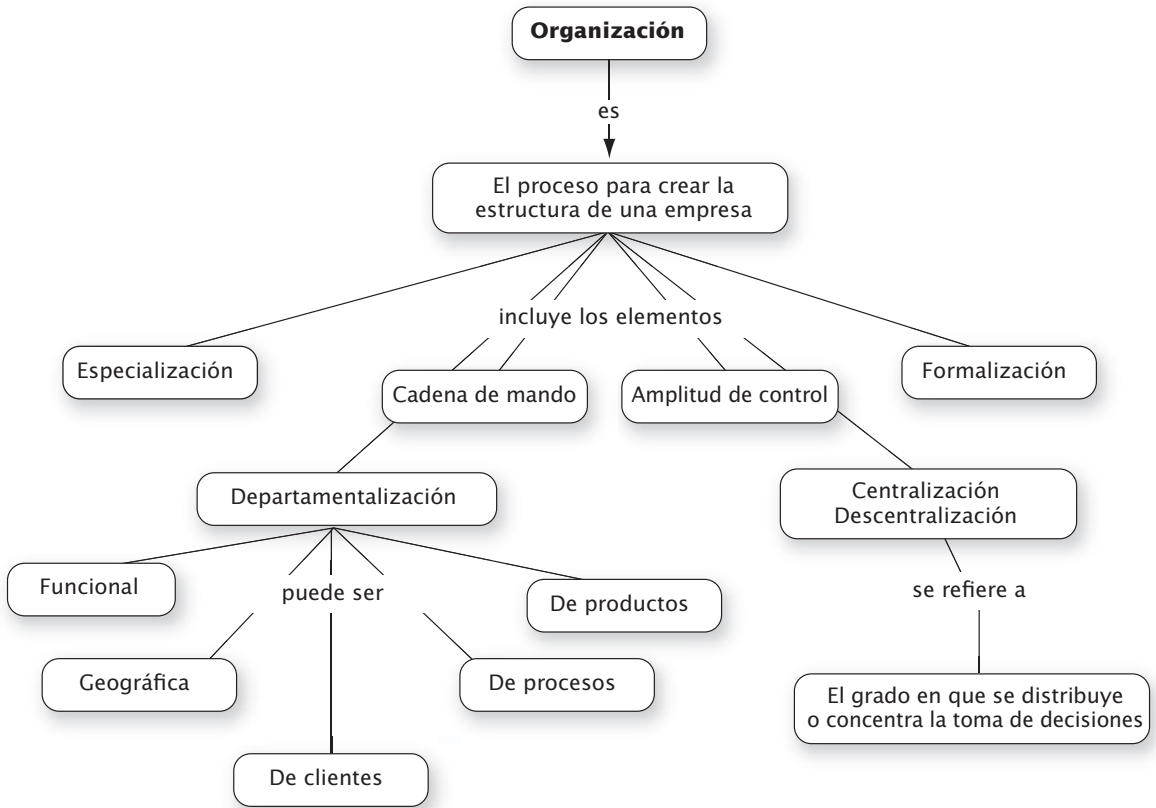 Organización
es
El proceso para crear la
estructura de una empresa
incluye los elementos
Especialización
Cadena de mando
Amplitud de control
Formalización
Departamentalización
Centralización
Descentralización
Funcional
puede ser
De productos
se refiere a
Geográfica
De procesos
El grado en que se distribuye
o concentra la toma de decisiones
De clientes